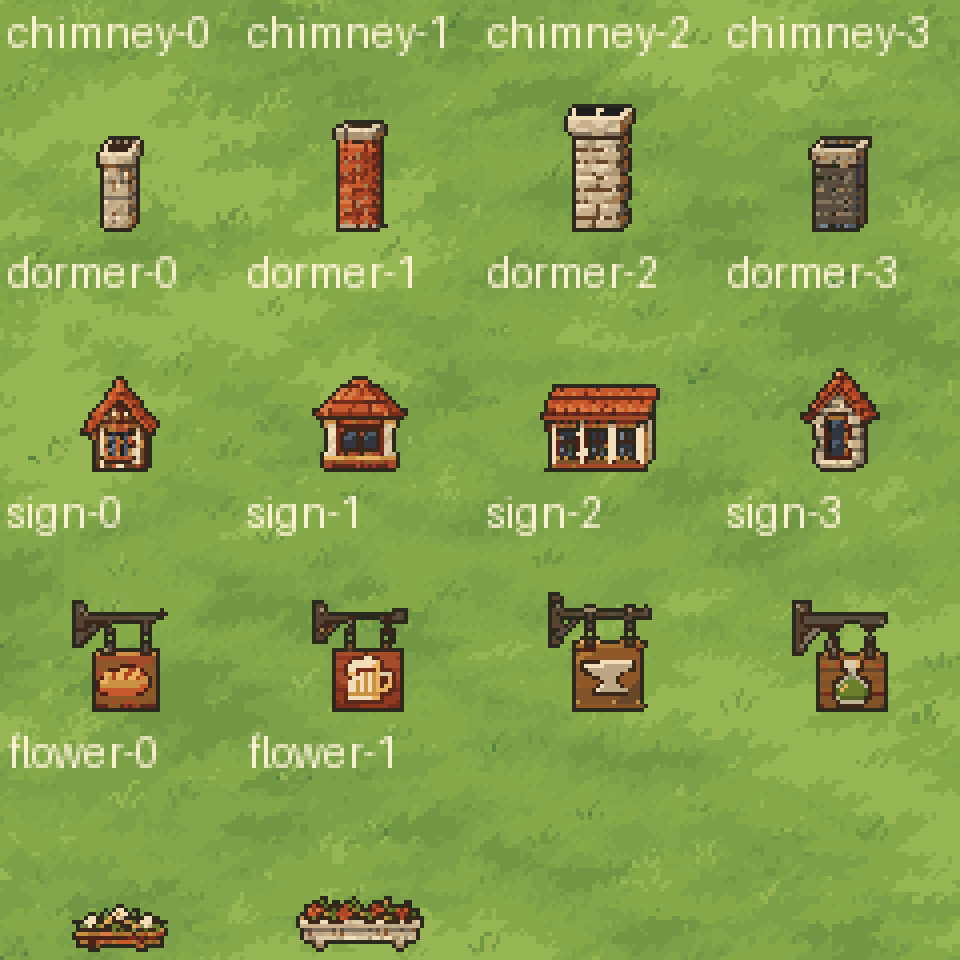 chimney-0 chimney-1 chimney-2 chimney-3
dormer-0 dormer-1 dormer-2 dormer-3
sign-0 sign-1 sign-2 sign-3
flower-0 flower-1